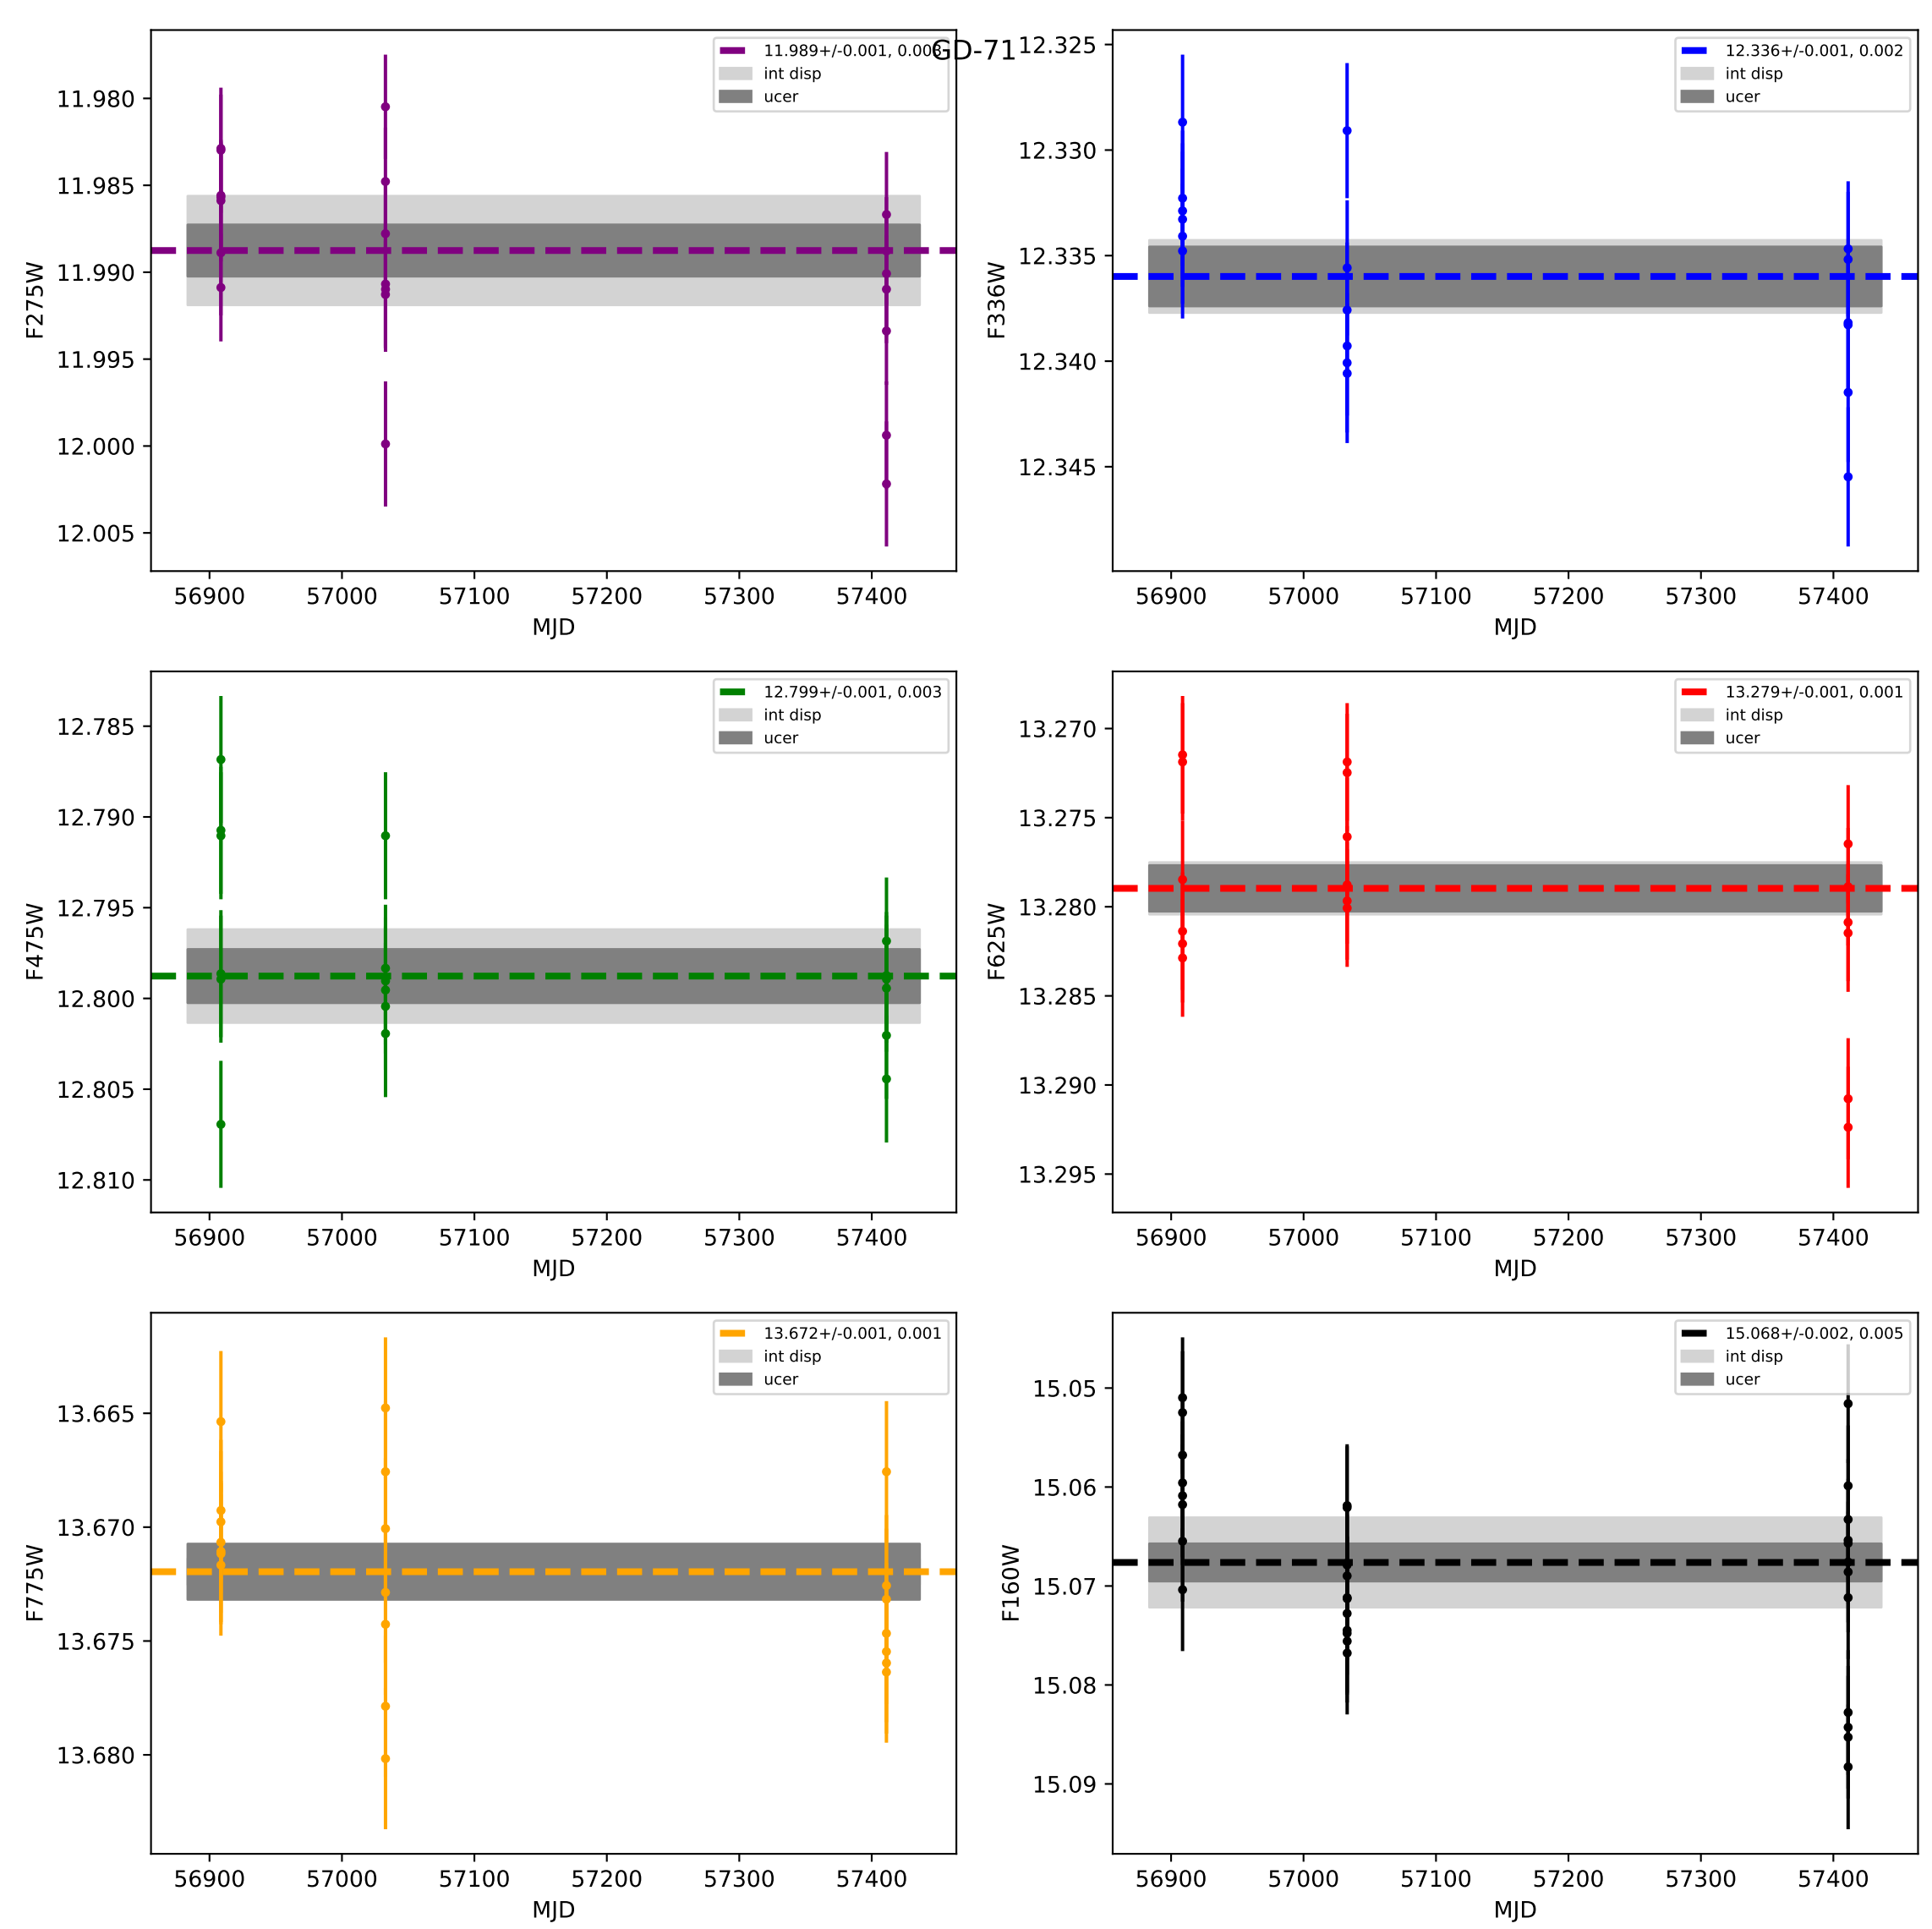 GD-71
11.989+/-0.001, 0.003
int disp
ucer
11.980
11.985
11.990
11.995
12.000
12.005
F275W
56900 57000 57100 57200 57300 57400
MJD
12.336+/-0.001, 0.002
int disp
ucer
12.325
12.330
12.335
12.340
12.345
F336W
56900 57000 57100 57200 57300 57400
MJD
12.799+/-0.001, 0.003
int disp
ucer
12.785
12.790
12.795
12.800
12.805
12.810
F475W
56900 57000 57100 57200 57300 57400
MJD
13.279+/-0.001, 0.001
int disp
ucer
13.270
13.275
13.280
13.285
13.290
13.295
F625W
56900 57000 57100 57200 57300 57400
MJD
13.672+/-0.001, 0.001
int disp
ucer
13.665
13.670
13.675
13.680
F775W
56900 57000 57100 57200 57300 57400
MJD
15.068+/-0.002, 0.005
int disp
ucer
15.05
15.06
15.07
15.08
15.09
F160W
56900 57000 57100 57200 57300 57400
MJD